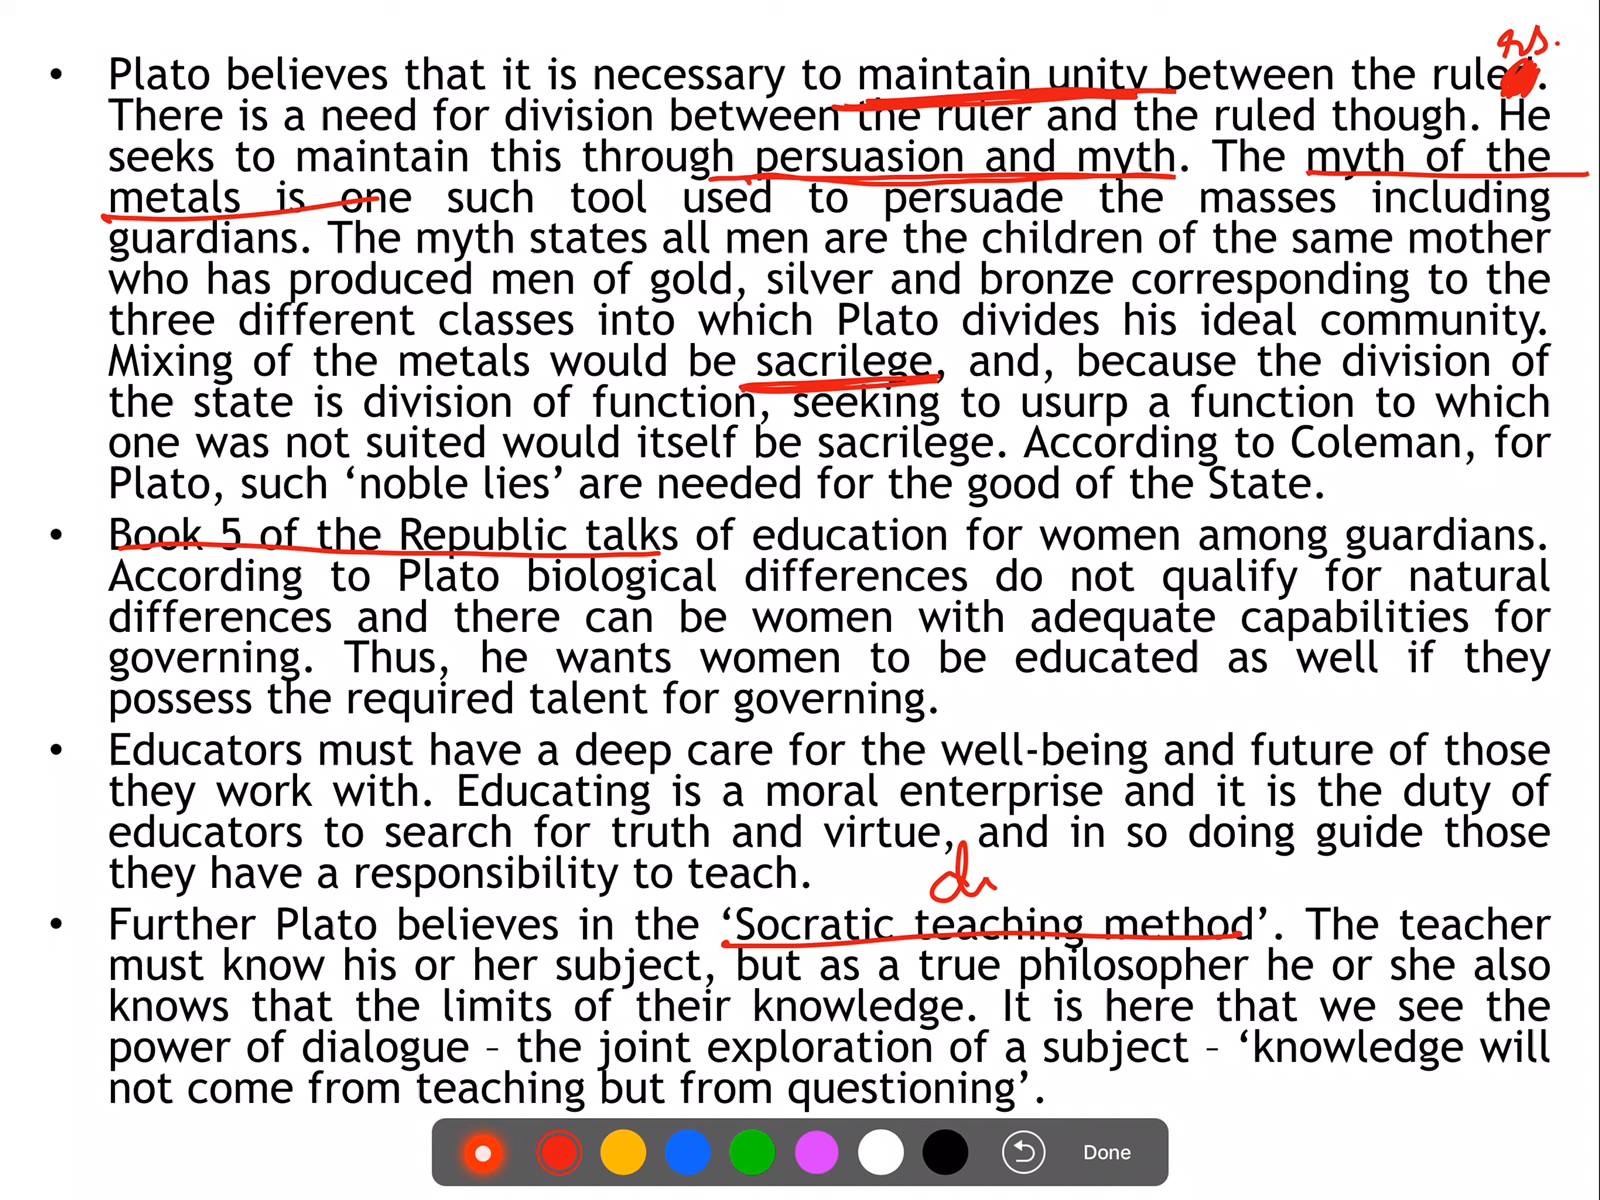 • Plato believes that it is necessary to maintain unity between the rulers.
There is a need for division between the ruler and the ruled though. He
seeks to maintain this through persuasion and myth. The myth of the
metals is one such tool used to persuade the masses including
guardians. The myth states all men are the children of the same mother
who has produced men of gold, silver and bronze corresponding to the
three different classes into which Plato divides his ideal community.
Mixing of the metals would be sacrilege, and, because the division of
the state is division of function, seeking to usurp a function to which
one was not suited would itself be sacrilege. According to Coleman, for
Plato, such ‘noble lies’ are needed for the good of the State.
• Book 5 of the Republic talks of education for women among guardians.
According to Plato biological differences do not qualify for natural
differences and there can be women with adequate capabilities for
governing. Thus, he wants women to be educated as well if they
possess the required talent for governing.
• Educators must have a deep care for the well-being and future of those
they work with. Educating is a moral enterprise and it is the duty of
educators to search for truth and virtue, and in so doing guide those
they have a responsibility to teach.
• Further Plato believes in the ‘Socratic teaching method’. The teacher
must know his or her subject, but as a true philosopher he or she also
knows that the limits of their knowledge. It is here that we see the
power of dialogue – the joint exploration of a subject – ‘knowledge will
not come from teaching but from questioning’.
Done